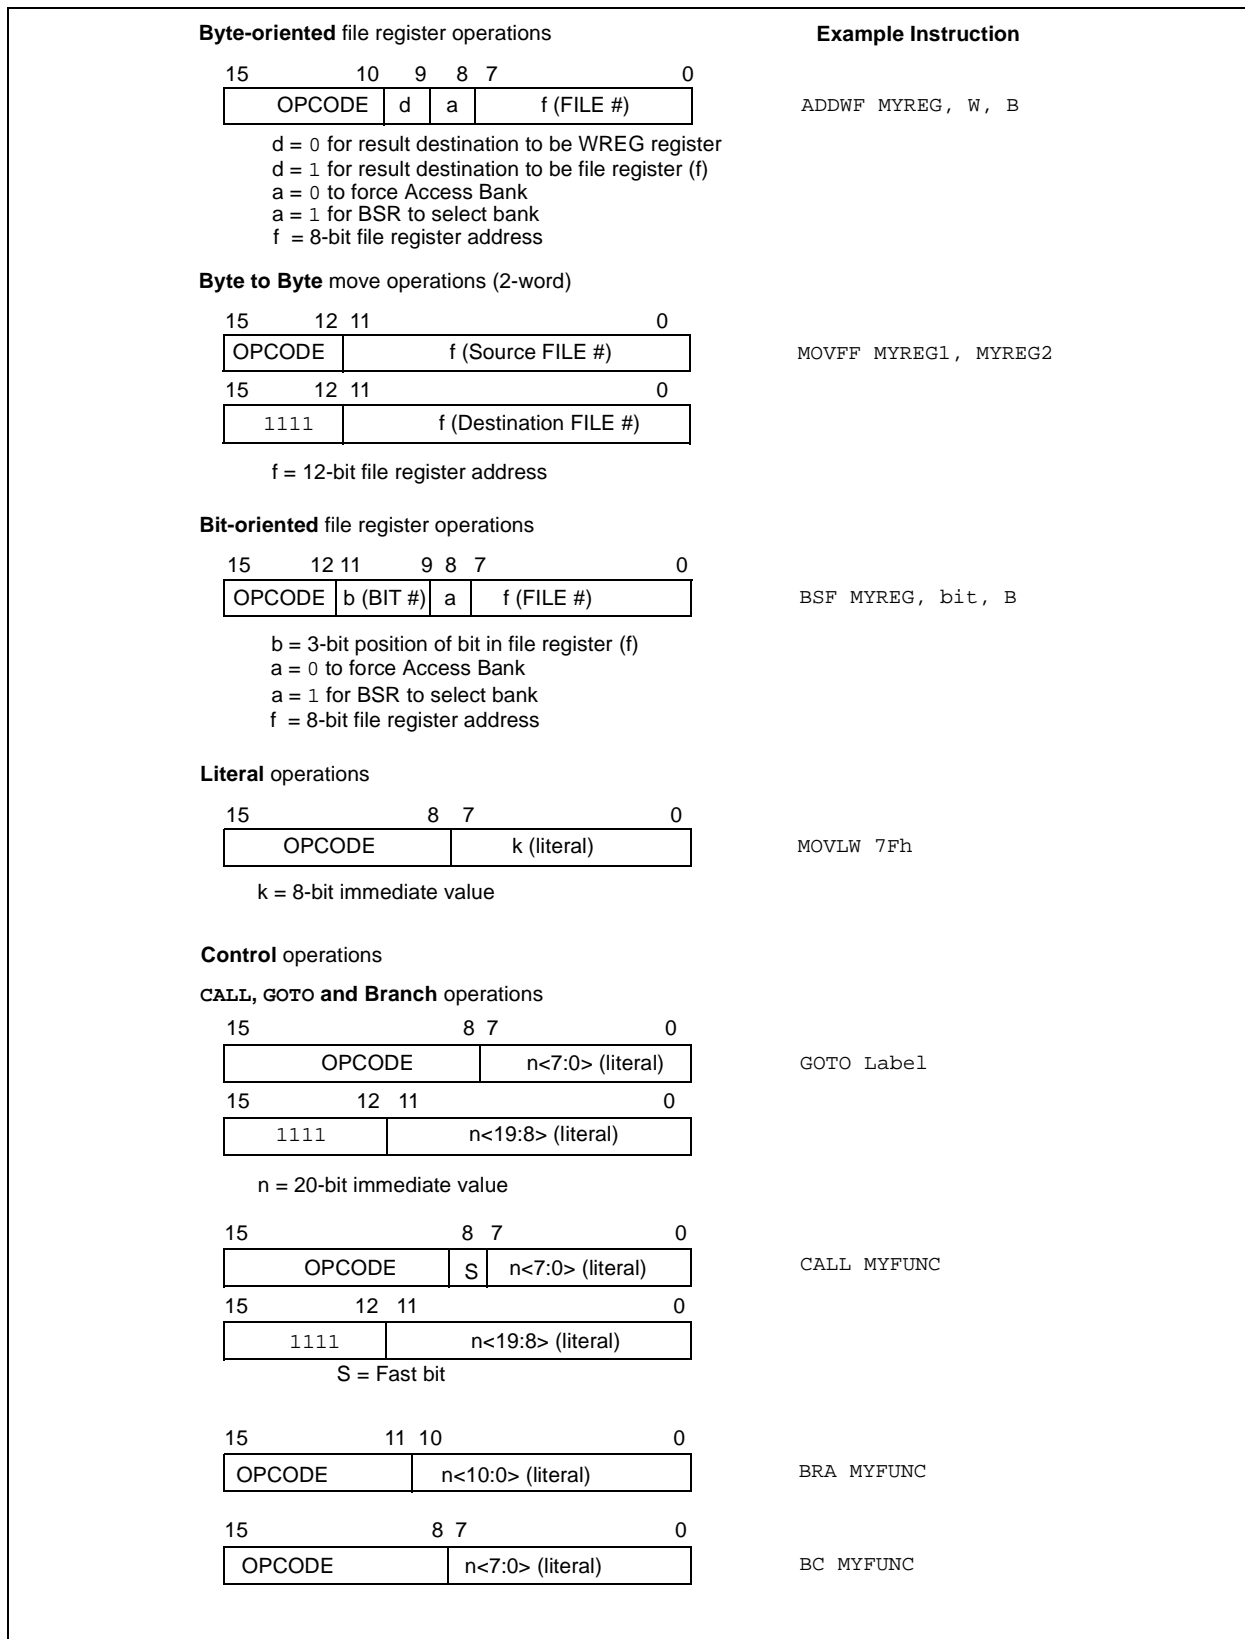 Byte-oriented file register operations Example Instruction
15 10 9 8 7 0
OPCODE d a f (FILE #) ADDWF MYREG, W, B
d = 0 for result destination to be WREG register
d = 1 for result destination to be file register (f)
a = 0 to force Access Bank
a = 1 for BSR to select bank
f = 8-bit file register address
Byte to Byte move operations (2-word)
15 12 11 0
OPCODE f (Source FILE #) MOVFF MYREG1, MYREG2
15 12 11 0
1111 f (Destination FILE #)
f = 12-bit file register address
Bit-oriented file register operations
15 12 11 9 8 7 0
OPCODE b (BIT #) a f (FILE #) BSF MYREG, bit, B
b = 3-bit position of bit in file register (f)
a = 0 to force Access Bank
a = 1 for BSR to select bank
f = 8-bit file register address
Literal operations
15 8 7 0
OPCODE k (literal) MOVLW 7Fh
k = 8-bit immediate value
Control operations
CALL, GOTO and Branch operations
15 8 7 0
OPCODE n<7:0> (literal) GOTO Label
15 12 11 0
1111 n<19:8> (literal)
n = 20-bit immediate value
15 8 7 0
OPCODE S n<7:0> (literal) CALL MYFUNC
15 12 11 0
1111 n<19:8> (literal)
S = Fast bit
15 11 10 0
OPCODE n<10:0> (literal) BRA MYFUNC
15 8 7 0
OPCODE n<7:0> (literal) BC MYFUNC